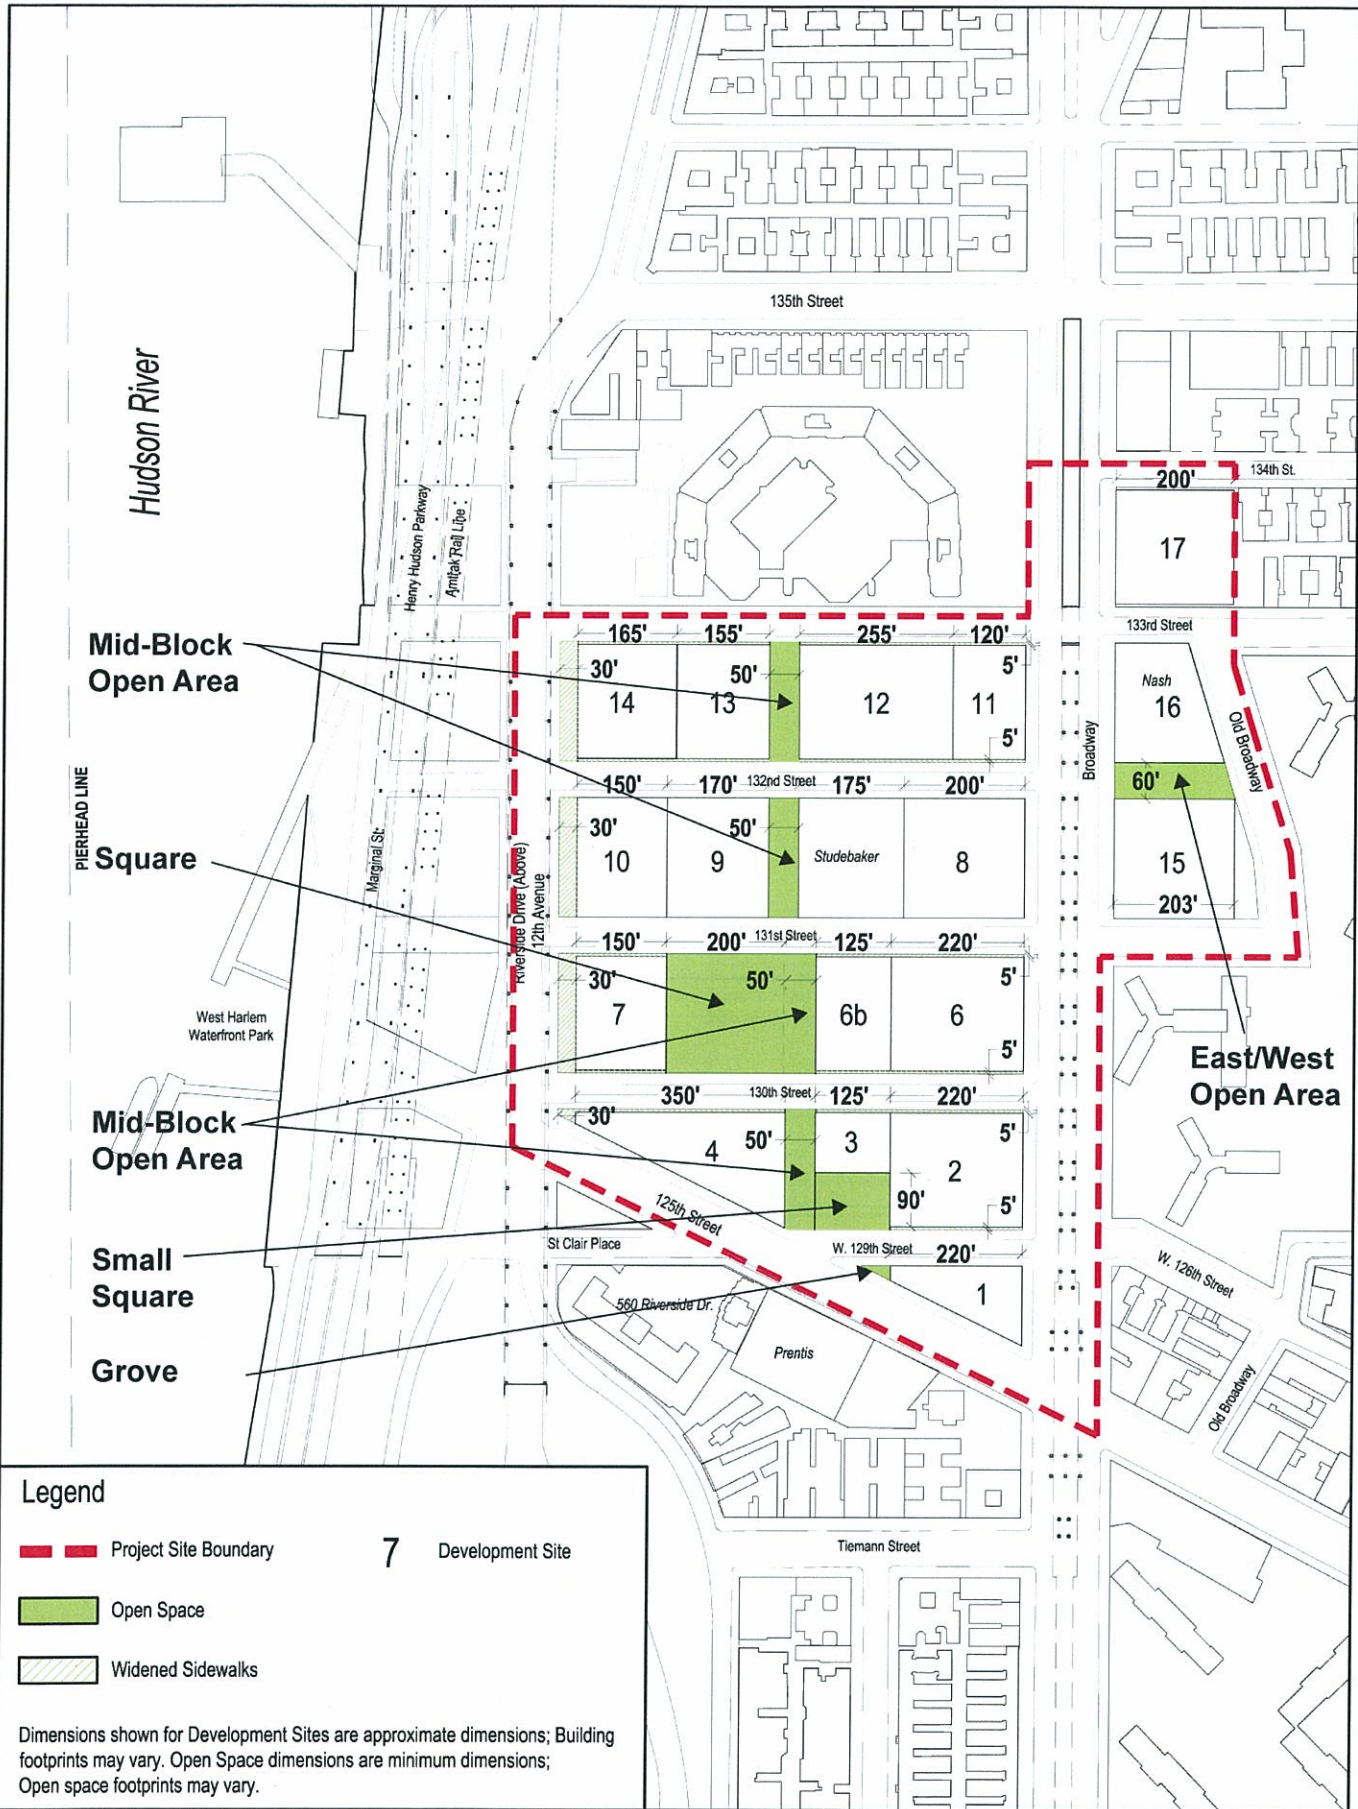 135th Street
Hudson River
134th St.
200'
17
Henry Hudson Parkway
Amtrak Rail Line
133rd Street
165'
155'
255'
120'
Mid-Block
Open Area
30'
50'
5'
14
13
12
11
5'
Nash
16
Old Broadway
Broadway
150'
170'
132nd Street
175'
200'
60'
PIERHEAD LINE
Square
Marginal St.
30'
50'
10
9
Studebaker
8
15
203'
Riverside Drive (Above)
12th Avenue
150'
200'
131st Street
125'
220'
30'
50'
5'
7
6b
6
5'
West Harlem
Waterfront Park
East/West
Open Area
350'
130th Street
125'
220'
Mid-Block
Open Area
30'
50'
5'
4
3
2
90'
5'
125th Street
St Clair Place
W. 129th Street
220'
Small
Square
W. 126th Street
560 Riverside Dr.
1
Prentis
Grove
Old Broadway
Tiemann Street
Legend
Project Site Boundary
7
Development Site
Open Space
Widened Sidewalks
Dimensions shown for Development Sites are approximate dimensions; Building
footprints may vary. Open Space dimensions are minimum dimensions;
Open space footprints may vary.